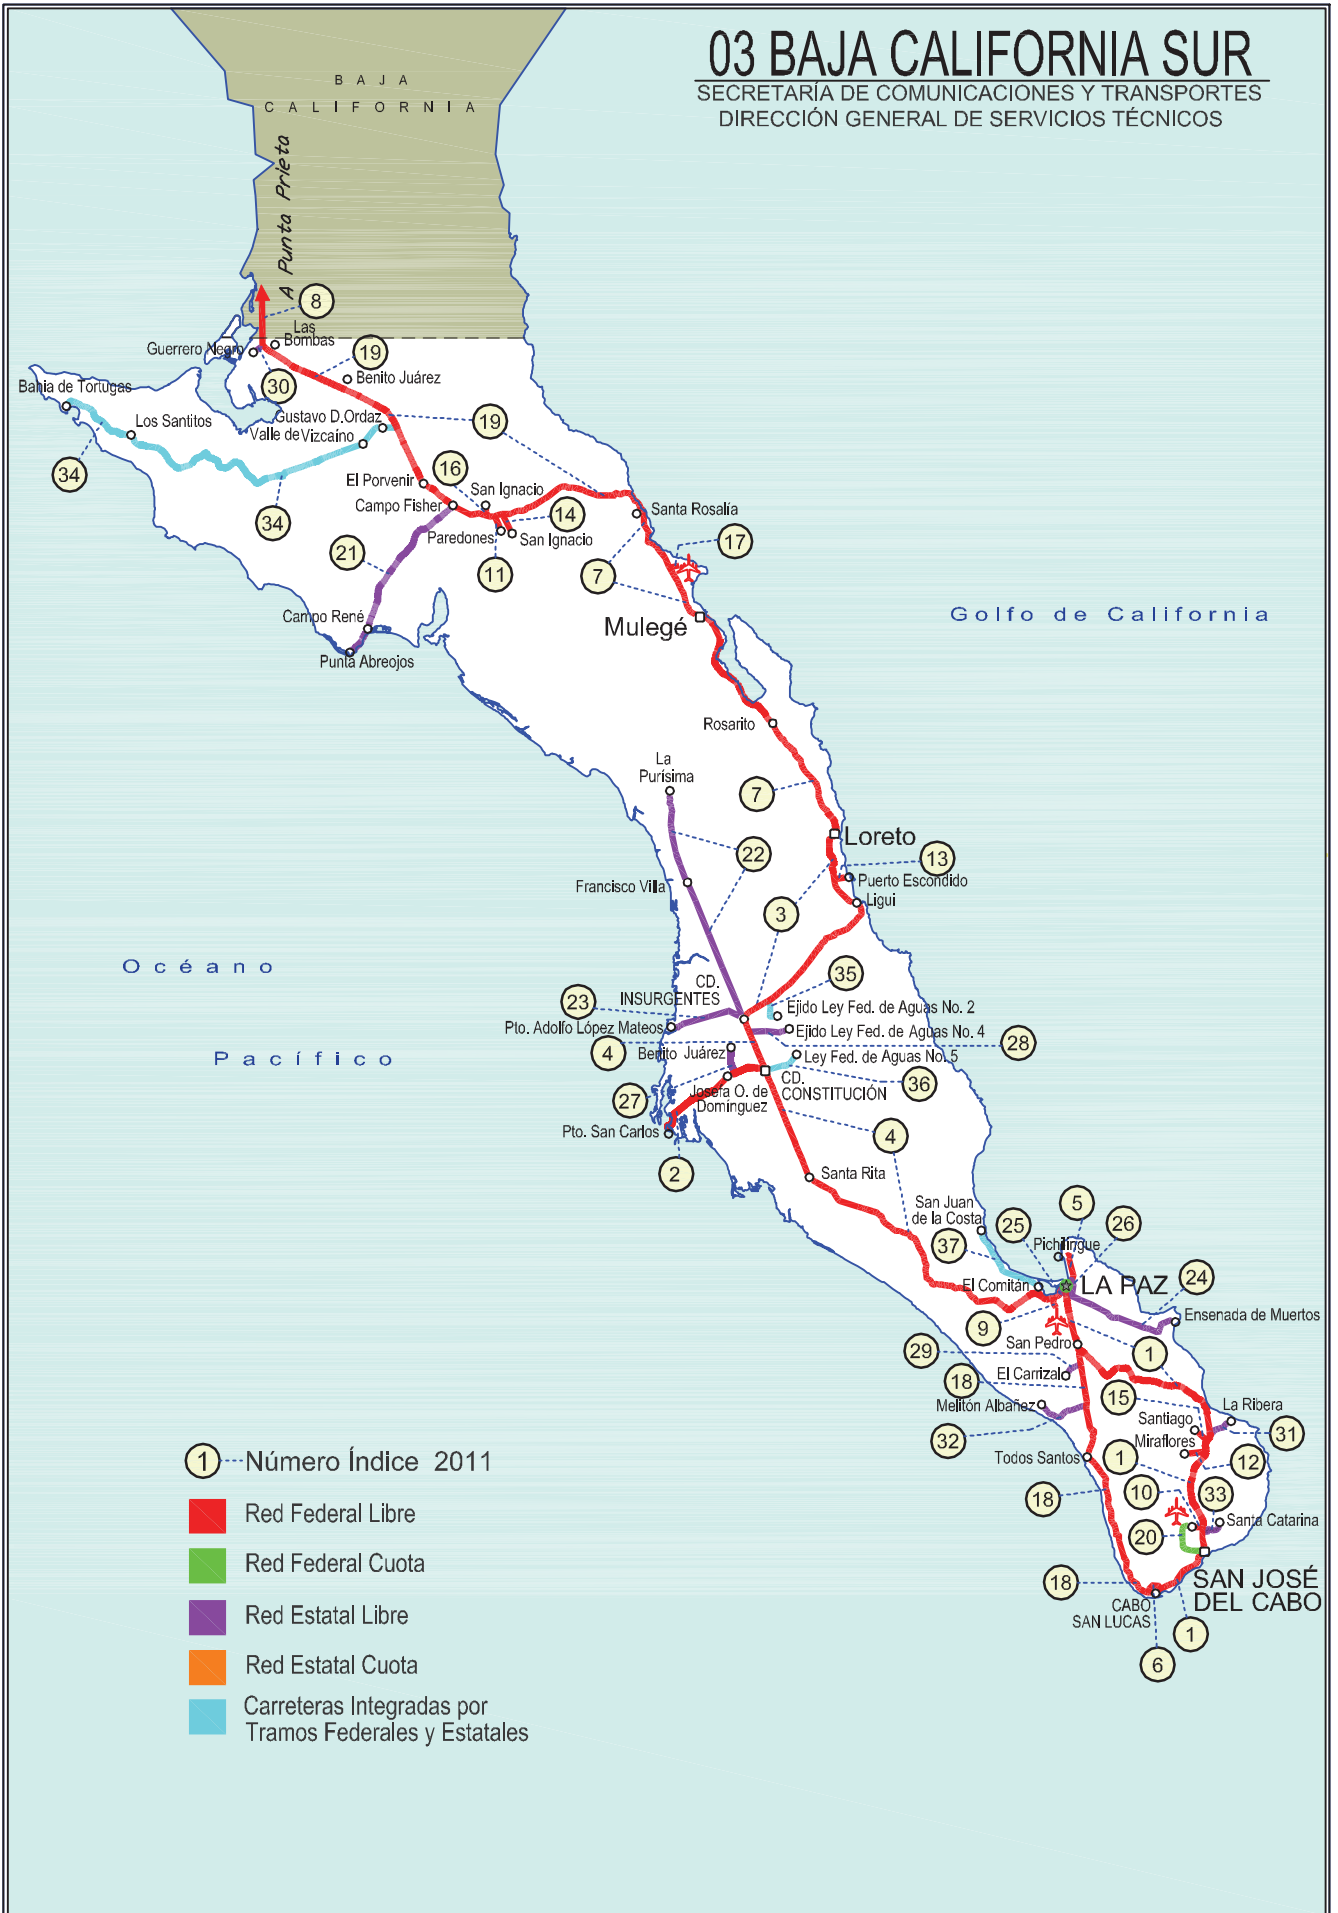 03 BAJA CALIFORNIA SUR
SECRETARÍA DE COMUNICACIONES Y TRANSPORTES
DIRECCIÓN GENERAL DE SERVICIOS TÉCNICOS
BAJA
CALIFORNIA
A Punta Prieta
8
Las
Bombas
Guerrero Negro
19
30
Benito Juárez
Bahia de Tortugas
Los Santitos
Gustavo D.Ordaz
Valle de Vizcaíno
19
34
34
El Porvenir
16
San Ignacio
Campo Fisher
14
Santa Rosalía
Paredones
San Ignacio
17
21
11
7
Campo René
Mulegé
Golfo de California
Punta Abreojos
Rosarito
La
Purísima
7
Loreto
22
13
Francisco Villa
Puerto Escondido
Ligui
3
Océano
35
CD.
INSURGENTES
23
Ejido Ley Fed. de Aguas No. 2
Pto. Adolfo López Mateos
Ejido Ley Fed. de Aguas No. 4
4
28
Pacífico
Benito Juárez
Ley Fed. de Aguas No. 5
CD.
CONSTITUCIÓN
36
27
Josefa O. de
Domínguez
Pto. San Carlos
4
2
Santa Rita
San Juan
de la Costa
5
25
26
37
Pichilingue
El Comitán
LA PAZ
24
Ensenada de Muertos
9
San Pedro
29
1
El Carrizal
18
15
Melitón Albañez
La Ribera
Santiago
32
31
Miraflores
Todos Santos
1
12
18
10
33
Santa Catarina
20
18
SAN JOSÉ
DEL CABO
CABO
SAN LUCAS
1
6
1 Número Índice 2011
Red Federal Libre
Red Federal Cuota
Red Estatal Libre
Red Estatal Cuota
Carreteras Integradas por
Tramos Federales y Estatales